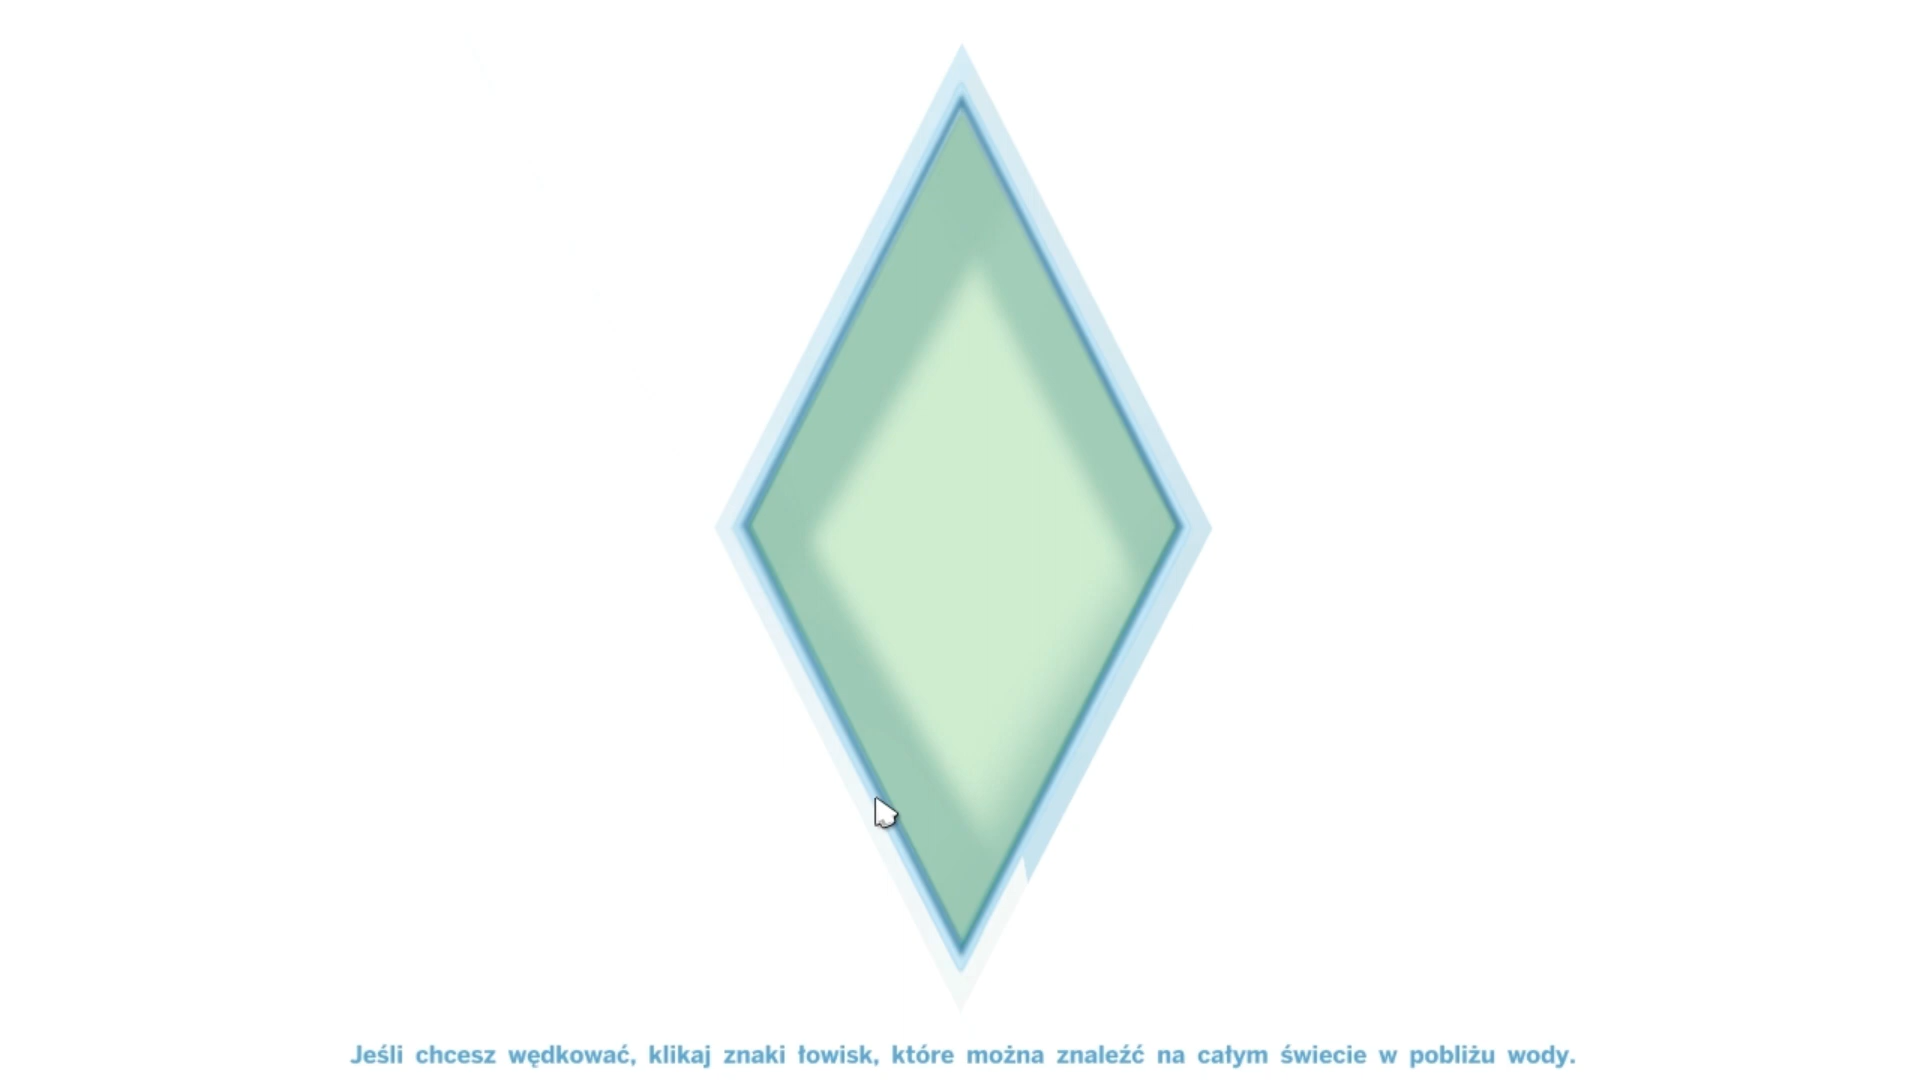 Jeśli chcesz wędkować, klikaj znaki łowisk, które można znaleźć na całym świecie w pobliżu wody.